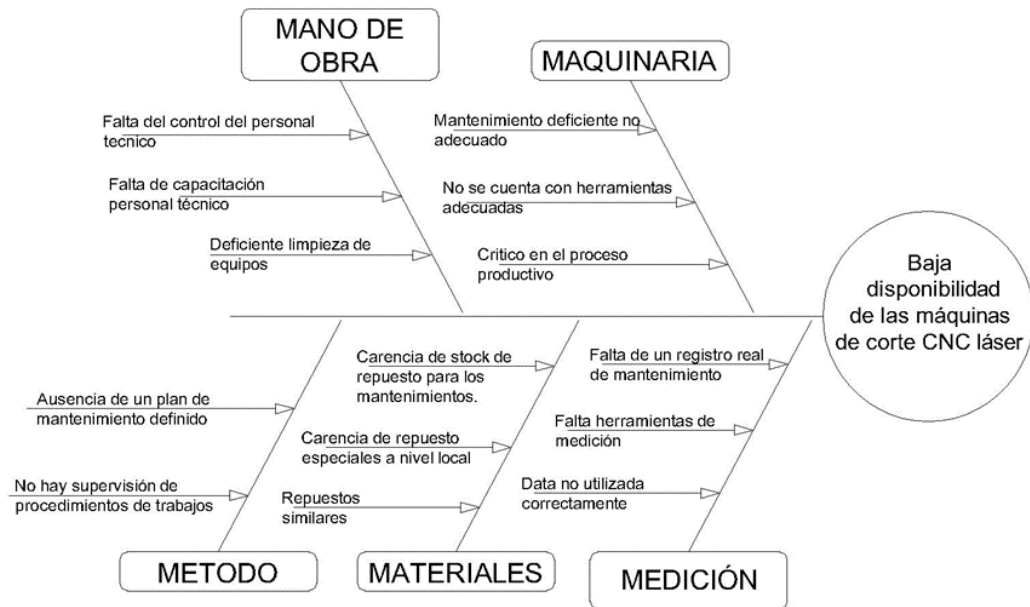 MANO DE
OBRA
MAQUINARIA
Falta del control del personal
tecnico
Falta de capacitación
personal técnico
Deficiente limpieza de
equipos
Mantenimiento deficiente no
adecuado
No se cuenta con herramientas
adecuadas
Critico en el proceso
productivo
Baja
disponibilidad
de las máquinas
de corte CNC láser
Ausencia de un plan de
mantenimiento definido
No hay supervisión de
procedimientos de trabajos
Carencia de stock de
repuesto para los
mantenimientos.
Carencia de repuesto
especiales a nivel local
Repuestos
similares
Falta de un registro real
de mantenimiento
Falta herramientas de
medición
Data no utilizada
correctamente
METODO
MATERIALES
MEDICIÓN